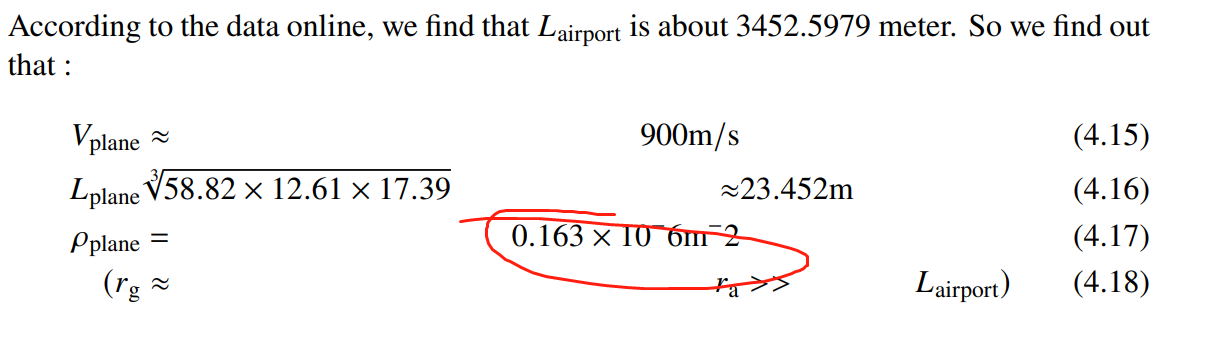 According to the data online, we find that L_airport is about 3452.5979 meter. So we find out
that :
V_plane ≈ 900m/s (4.15)
L_plane ∛58.82 × 12.61 × 17.39 ≈23.452m (4.16)
ρ_plane = 0.163 × 10⁻6m⁻2 (4.17)
(r_g ≈ r_a >> L_airport) (4.18)